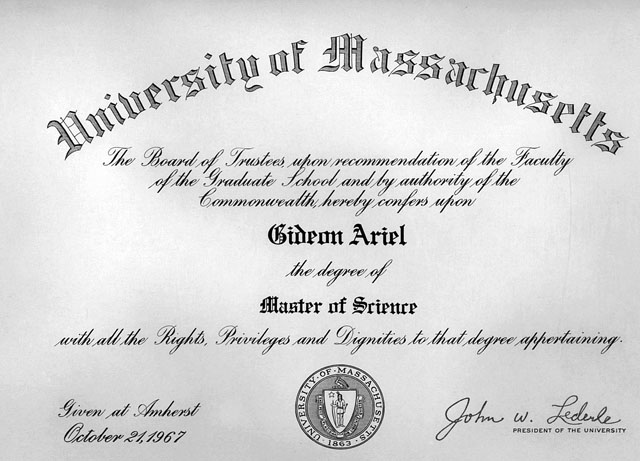 University of Massachusetts
The Board of Trustees, upon recommendation of the Faculty
of the Graduate School and by authority of the
Commonwealth, hereby confers upon
Gideon Ariel
the degree of
Master of Science
with all the Rights, Privileges and Dignities to that degree appertaining.
Given at Amherst
October 21, 1967
UNIVERSITY·OF·MASSACHUSETTS·
1863
John W. Lederle
PRESIDENT OF THE UNIVERSITY